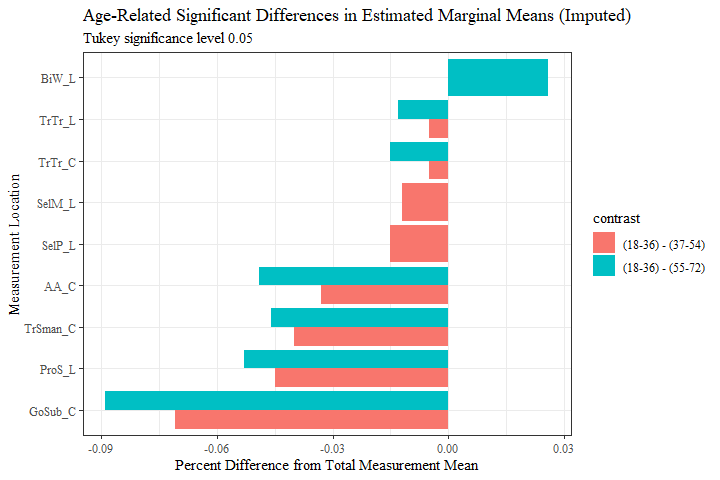 Age-Related Significant Differences in Estimated Marginal Means (Imputed)
Tukey significance level 0.05
Measurement Location
BiW_L
TrTr_L
TrTr_C
SelM_L
SelP_L
AA_C
TrSman_C
ProS_L
GoSub_C
-0.09 -0.06 -0.03 0.00 0.03
Percent Difference from Total Measurement Mean
contrast
(18-36) - (37-54)
(18-36) - (55-72)